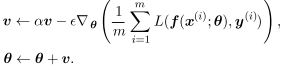 𝒗 ← α𝒗 − ϵ∇_𝜽 ( 1/m ∑_{i=1}^{m} L(𝒇(𝒙^{(i)}; 𝜽), 𝒚^{(i)}) ),
𝜽 ← 𝜽 + 𝒗.